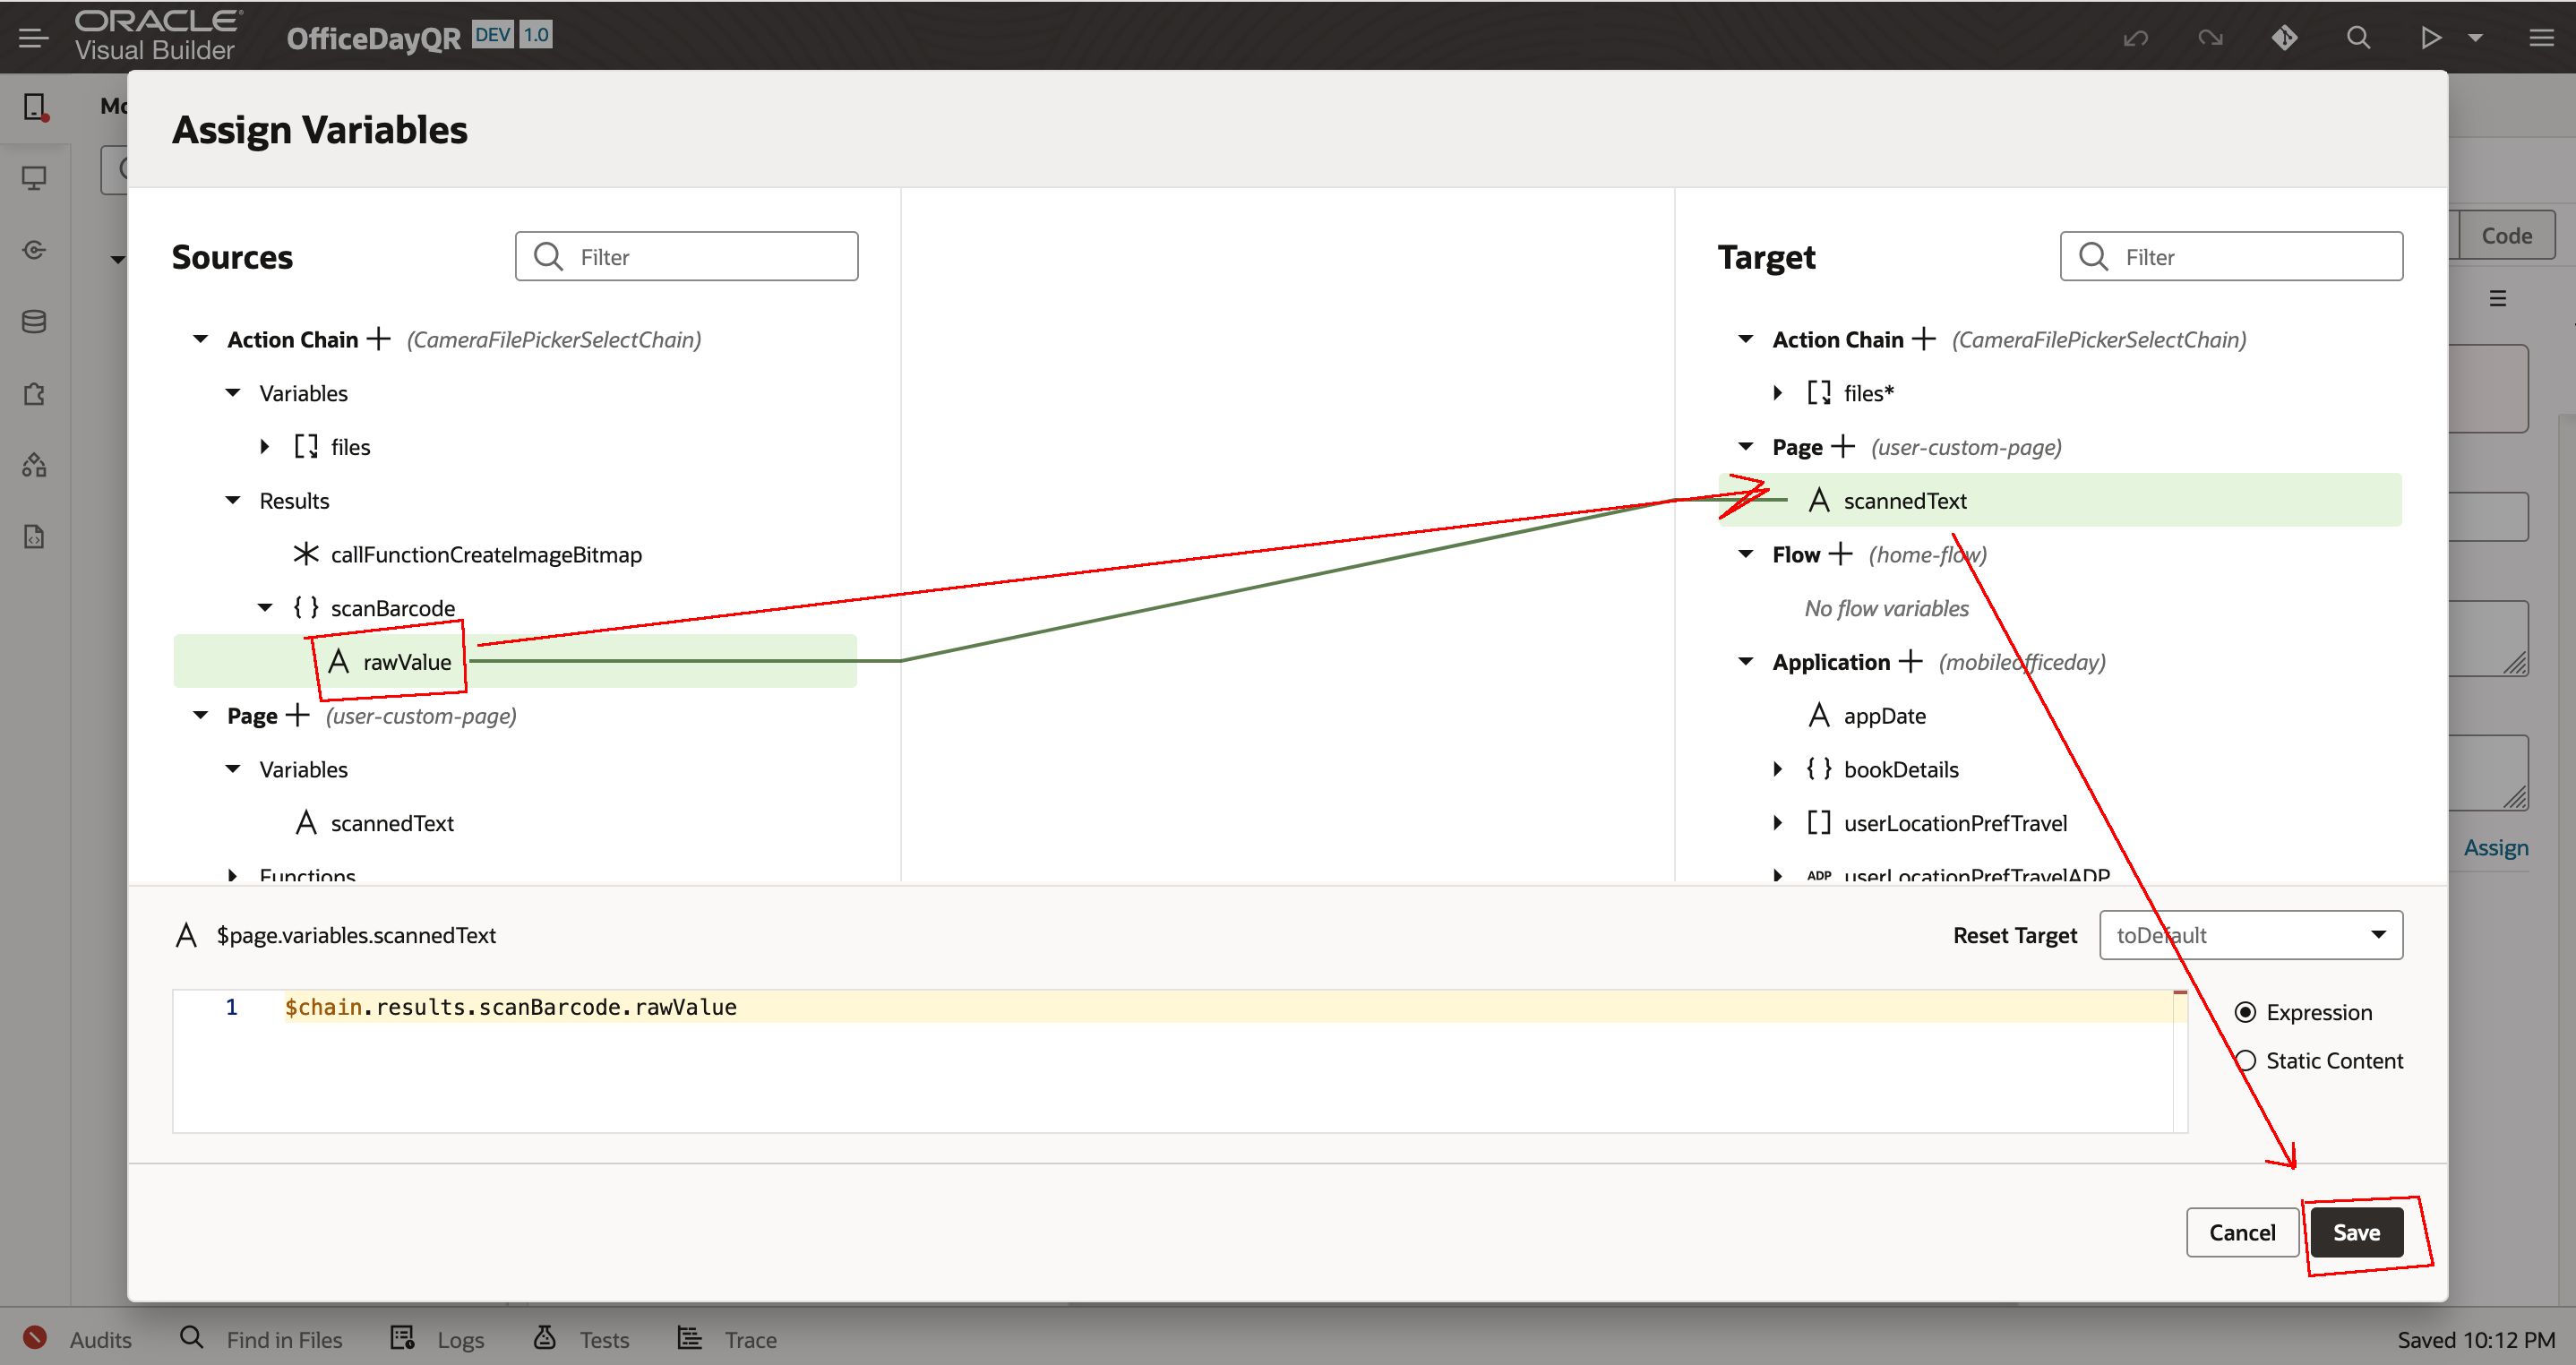 ORACLE
Visual Builder
OfficeDayQR DEV 1.0
Assign Variables
Code
Sources
Filter
Target
Filter
Action Chain (CameraFilePickerSelectChain)
Variables
files
Results
callFunctionCreateImageBitmap
{ } scanBarcode
A rawValue
Page (user-custom-page)
Variables
A scannedText
Functions
Action Chain (CameraFilePickerSelectChain)
files*
Page (user-custom-page)
A scannedText
Flow (home-flow)
No flow variables
Application (mobileofficeday)
A appDate
{ } bookDetails
[ ] userLocationPrefTravel
ADP userLocationPrefTravelADP
Assign
A $page.variables.scannedText
Reset Target toDefault
1 $chain.results.scanBarcode.rawValue
Expression
Static Content
Cancel
Save
Audits
Find in Files
Logs
Tests
Trace
Saved 10:12 PM